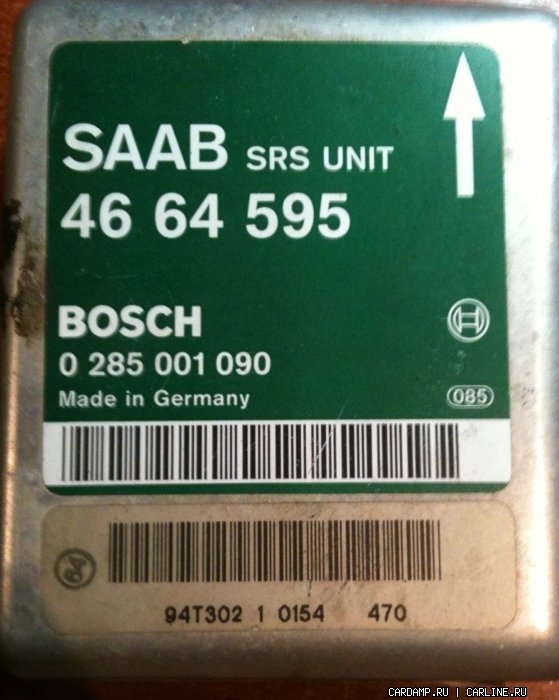 SAAB SRS UNIT
46 64 595
BOSCH
0 285 001 090
Made in Germany
085
94T302 1 0154 470
CARDAMP.RU | CARLINE.RU